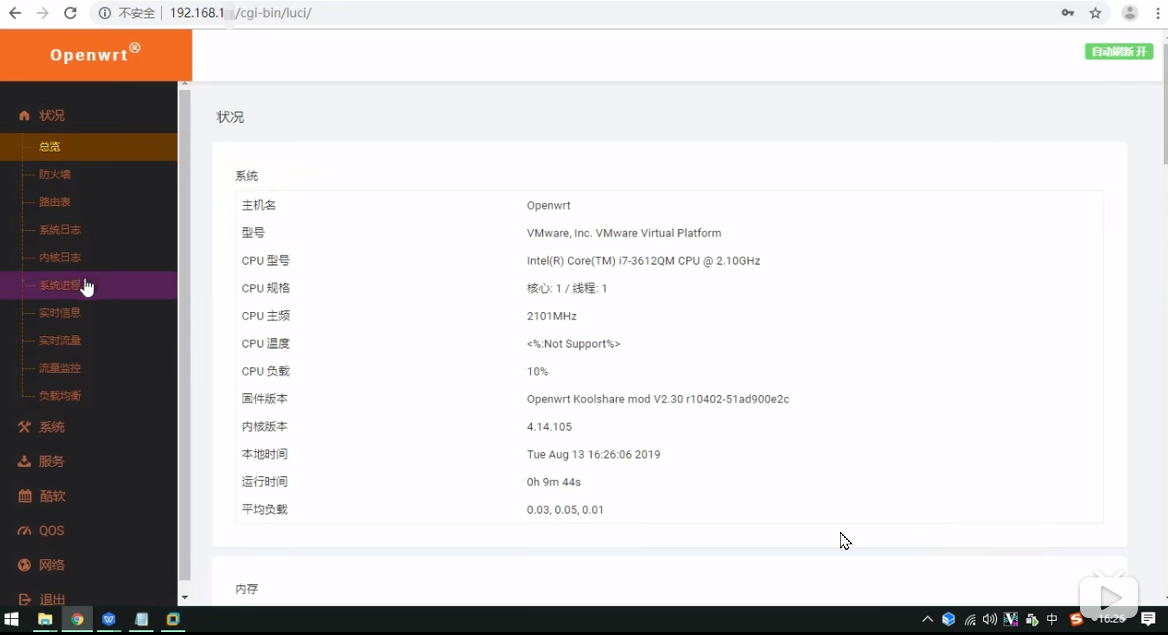 不安全 192.168.1 /cgi-bin/luci/
Openwrt®
自动刷新 开
状况
总览
防火墙
路由表
系统日志
内核日志
系统进程
实时信息
实时流量
流量监控
负载均衡
系统
服务
酷软
QOS
网络
退出
状况
系统
主机名 Openwrt
型号 VMware, Inc. VMware Virtual Platform
CPU 型号 Intel(R) Core(TM) i7-3612QM CPU @ 2.10GHz
CPU 规格 核心: 1 / 线程: 1
CPU 主频 2101MHz
CPU 温度 <%:Not Support%>
CPU 负载 10%
固件版本 Openwrt Koolshare mod V2.30 r10402-51ad900e2c
内核版本 4.14.105
本地时间 Tue Aug 13 16:26:06 2019
运行时间 0h 9m 44s
平均负载 0.03, 0.05, 0.01
内存
中 16:26